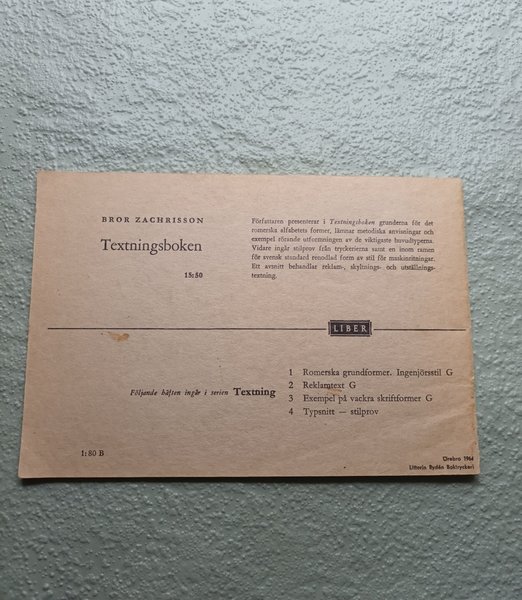 BROR ZACHRISSON
Textningsboken
15:50
Författaren presenterar i Textningsboken grunderna för det
romerska alfabetets former, lämnar metodiska anvisningar och
exempel rörande utformningen av de viktigaste huvudtyperna.
Vidare ingår stilprov från tryckerierna samt en inom ramen
för svensk standard renodlad form av stil för maskinritningar.
Ett avsnitt behandlar reklam-, skyltnings- och utställnings-
textning.
LIBER
Följande häften ingår i serien Textning
1 Romerska grundformer. Ingenjörsstil G
2 Reklamtext G
3 Exempel på vackra skriftformer G
4 Typsnitt — stilprov
1:80 B
Örebro 1964
Littorin Rydén Boktryckeri